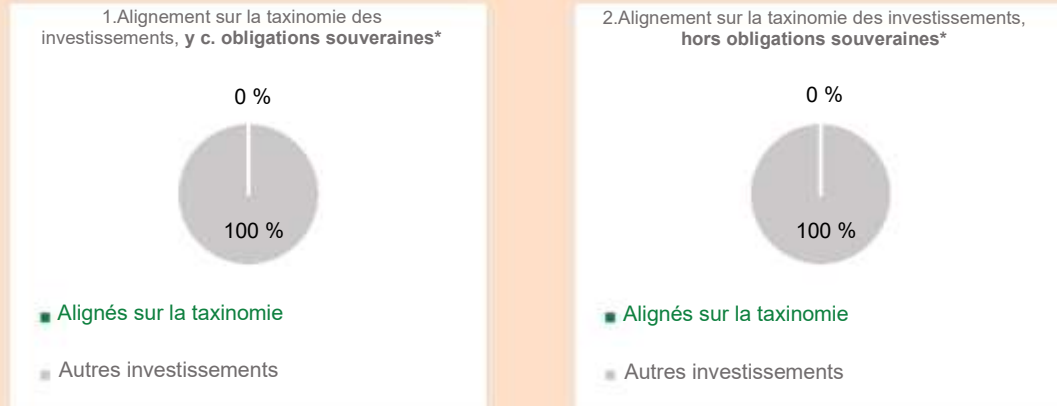 1.Alignement sur la taxinomie des
investissements, y c. obligations souveraines*
0 %
100 %
Alignés sur la taxinomie
Autres investissements
2.Alignement sur la taxinomie des investissements,
hors obligations souveraines*
0 %
100 %
Alignés sur la taxinomie
Autres investissements